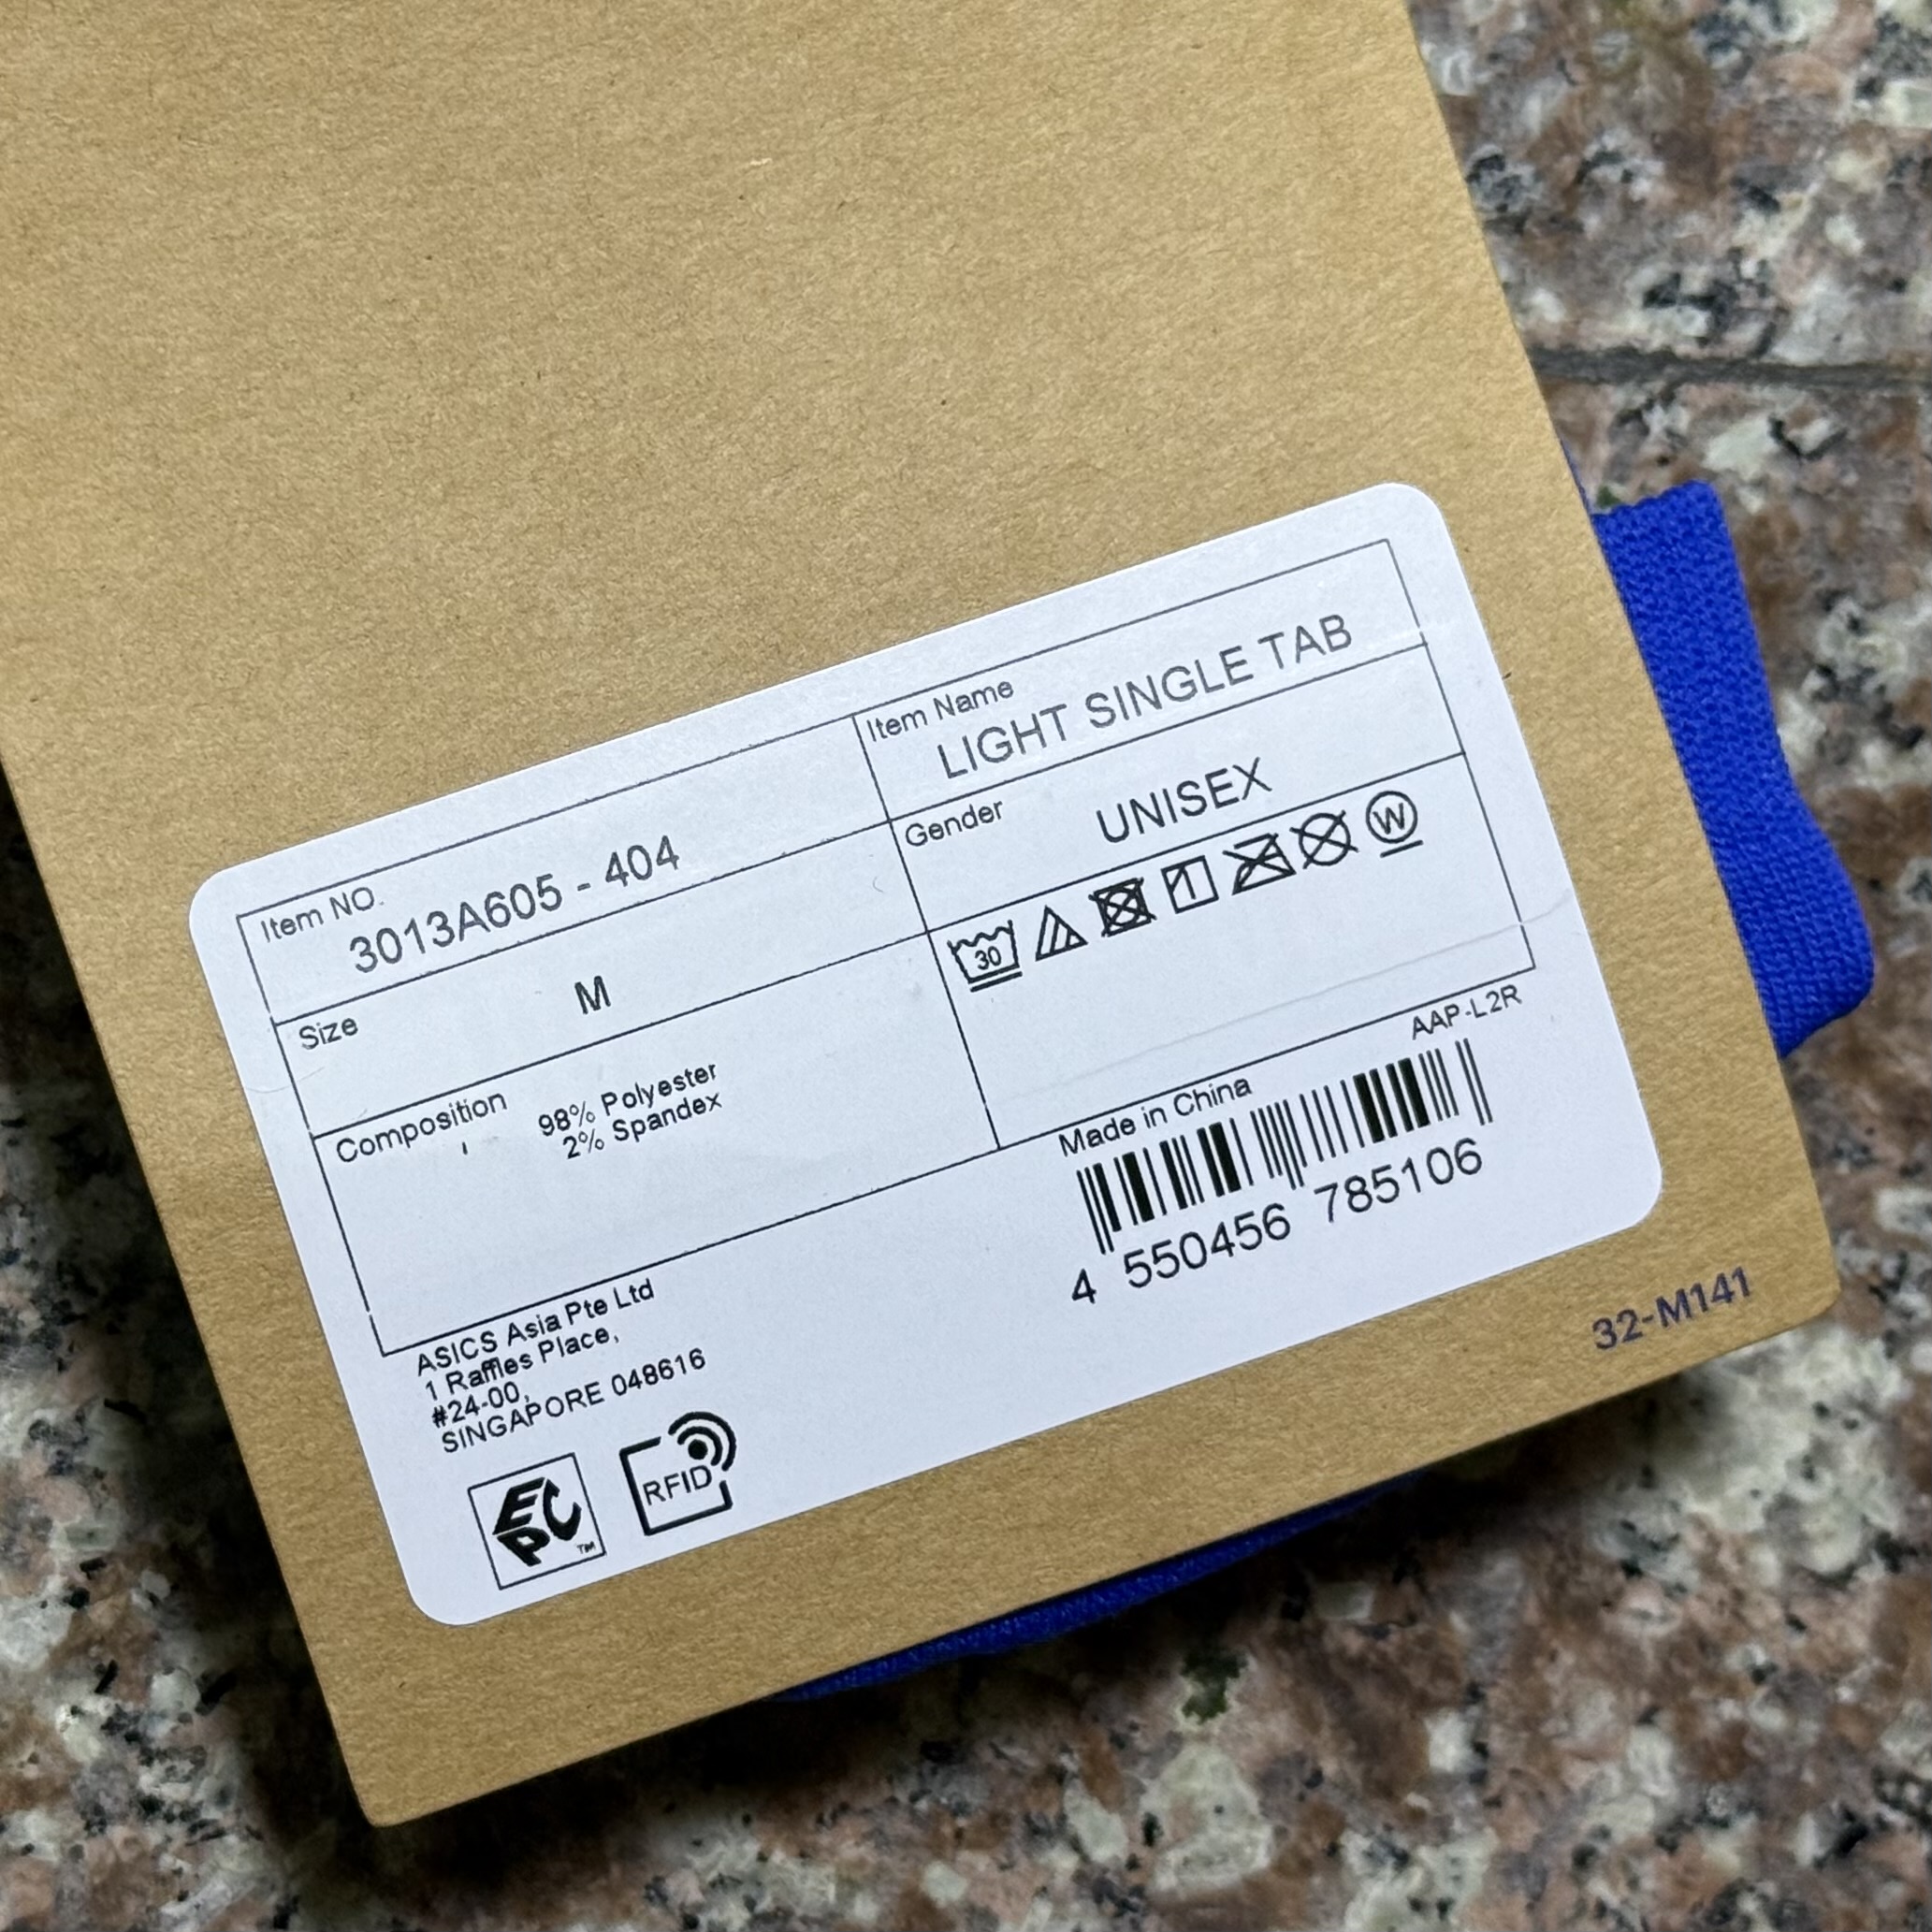 Item NO.
3013A605 - 404
Item Name
LIGHT SINGLE TAB
Size
M
Gender
UNISEX
Composition
98% Polyester
2% Spandex
30
W
AAP-L2R
Made in China
4 550456 785106
ASICS Asia Pte Ltd
1 Raffles Place,
#24-00,
SINGAPORE 048616
EPC™
RFID
32-M141